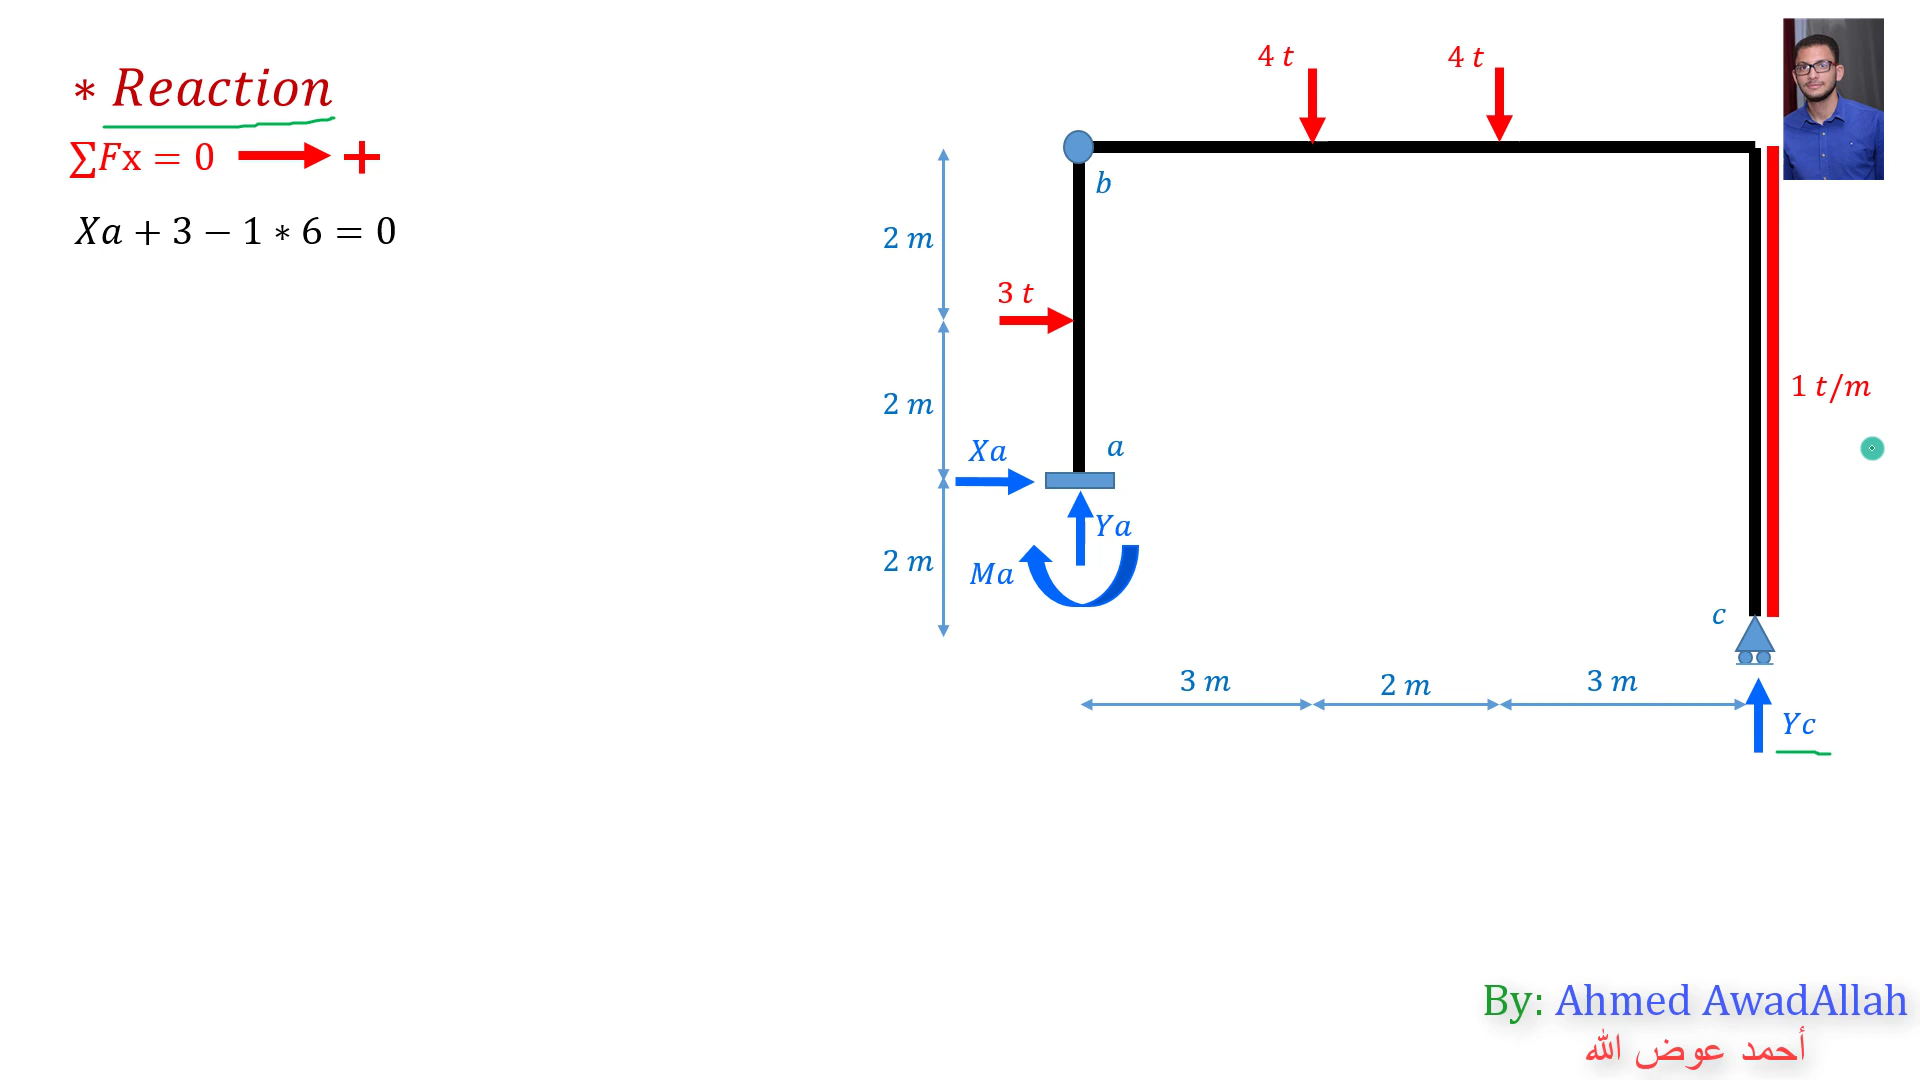 * Reaction
∑Fx = 0 +
Xa + 3 − 1 ∗ 6 = 0
4 t
4 t
b
2 m
3 t
2 m
1 t/m
a
Xa
Ya
2 m
Ma
c
3 m
2 m
3 m
Yc
By: Ahmed AwadAllah
أحمد عوض الله